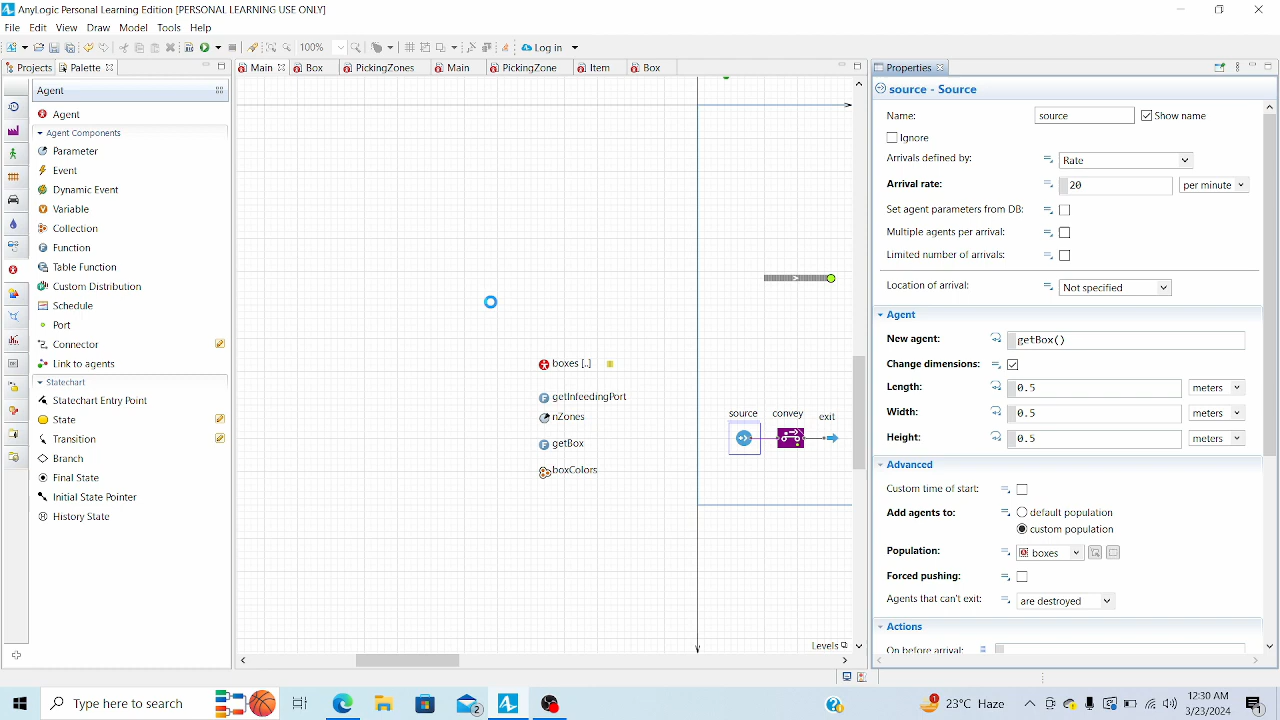 AnyLogic Personal Learning Edition [PERSONAL LEARNING USE ONLY]
File Edit View Draw Model Tools Help
100% Log in
Projects Palette Main Box PickingZones Main PickingZone Item Box Properties
Agent
source - Source
Agent
Name: source Show name
Agent Components
Ignore
Parameter
Arrivals defined by: Rate
Event
Arrival rate: 20 per minute
Dynamic Event
Variable
Set agent parameters from DB:
Collection
Multiple agents per arrival:
Function
Limited number of arrivals:
Table Function
Custom Distribution
Location of arrival: Not specified
Schedule
Port
Agent
Connector
New agent: getBox()
Link to agents
boxes [..]
Change dimensions:
Statechart
Length: 0.5 meters
Statechart Entry Point
getInfeedingPort
State
nZones
source convey exit
Width: 0.5 meters
Transition
getBox
Height: 0.5 meters
Branch
boxColors
Advanced
Final State
Custom time of start:
Initial State Pointer
Add agents to: default population
History State
custom population
Population: boxes
Forced pushing:
Agents that can't exit: are destroyed
Actions
Levels
On before arrival:
Type here to search
2
1
23°C Haze
11:30 AM
3/23/2024
1